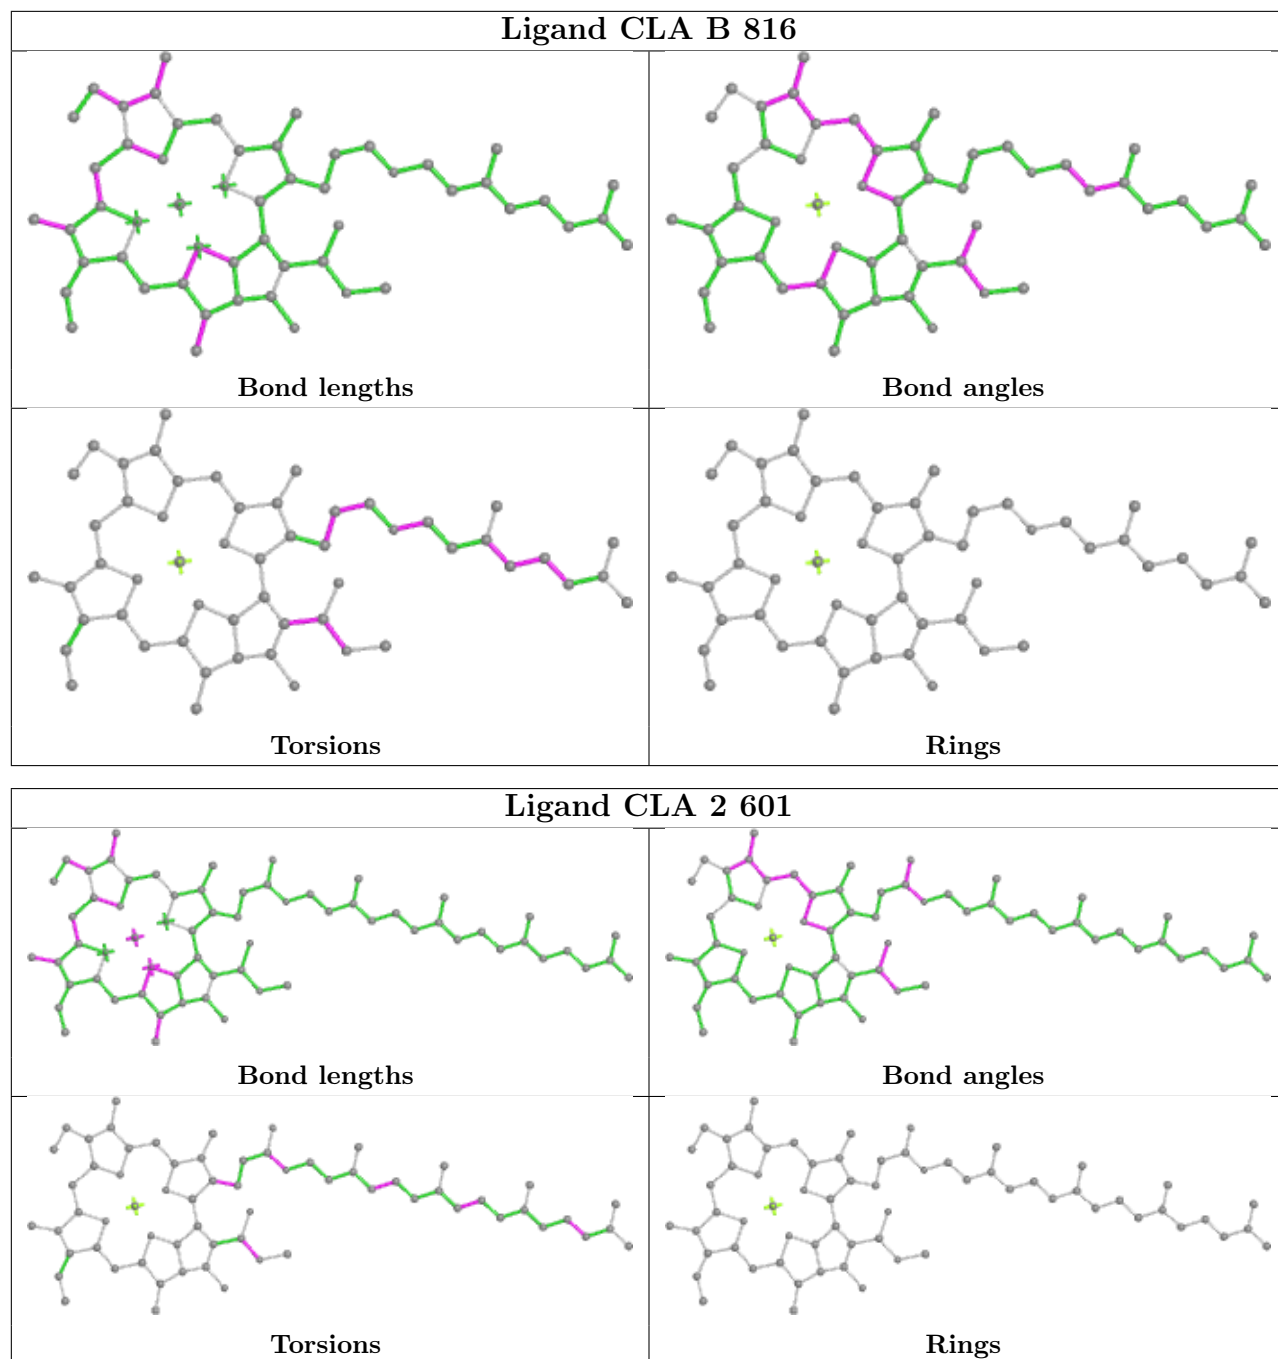 Ligand CLA B 816
Bond lengths
Bond angles
Torsions
Rings
Ligand CLA 2 601
Bond lengths
Bond angles
Torsions
Rings